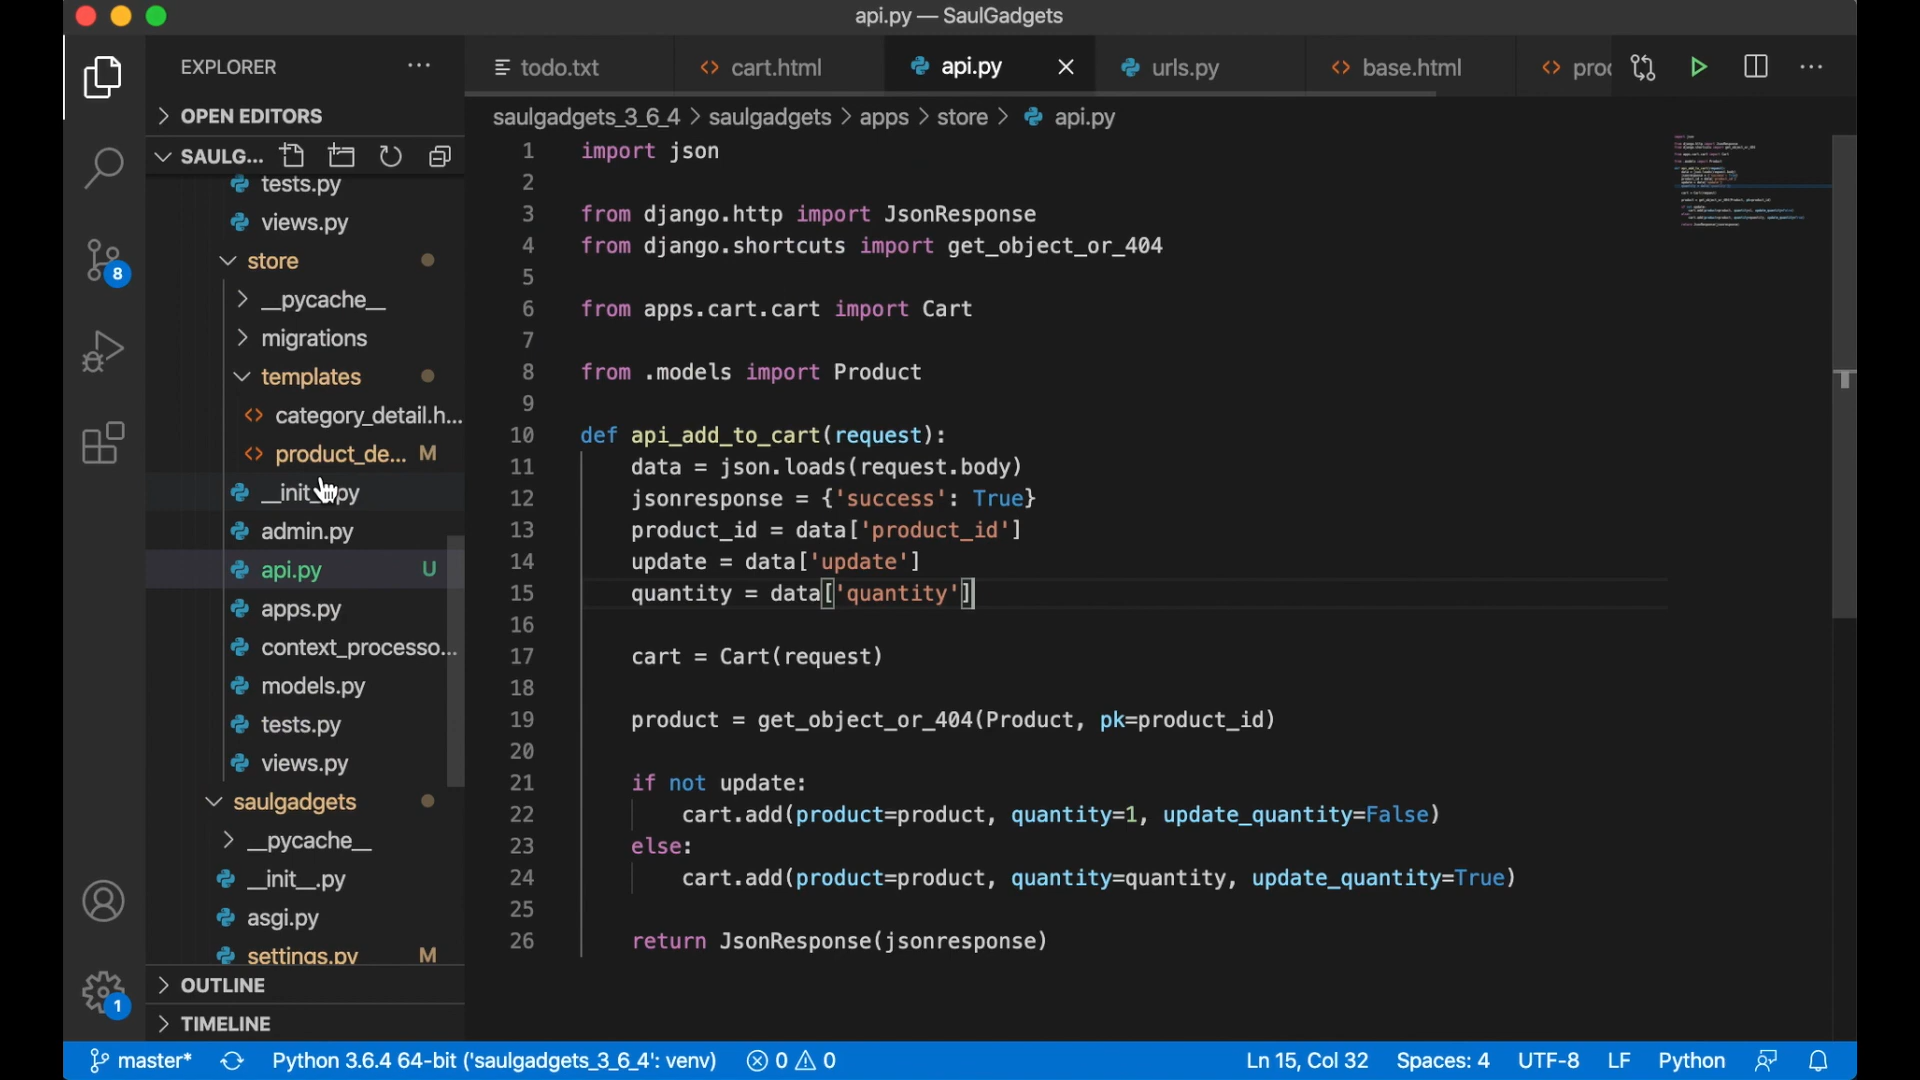 api.py — SaulGadgets
EXPLORER
OPEN EDITORS
SAULG...
tests.py
views.py
store
__pycache__
migrations
templates
category_detail.h...
product_de... M
admin.py
api.py U
apps.py
context_processo...
models.py
tests.py
views.py
saulgadgets
__pycache__
__init__.py
asgi.py
settings.py M
OUTLINE
TIMELINE
8
1
todo.txt
cart.html
api.py
urls.py
base.html
proc
saulgadgets_3_6_4 > saulgadgets > apps > store > api.py
1 import json
2
3 from django.http import JsonResponse
4 from django.shortcuts import get_object_or_404
5
6 from apps.cart.cart import Cart
7
8 from .models import Product
9
10 def api_add_to_cart(request):
11 data = json.loads(request.body)
12 jsonresponse = {'success': True}
13 product_id = data['product_id']
14 update = data['update']
15 quantity = data['quantity']
16
17 cart = Cart(request)
18
19 product = get_object_or_404(Product, pk=product_id)
20
21 if not update:
22 cart.add(product=product, quantity=1, update_quantity=False)
23 else:
24 cart.add(product=product, quantity=quantity, update_quantity=True)
25
26 return JsonResponse(jsonresponse)
master* Python 3.6.4 64-bit ('saulgadgets_3_6_4': venv) 0 0 Ln 15, Col 32 Spaces: 4 UTF-8 LF Python